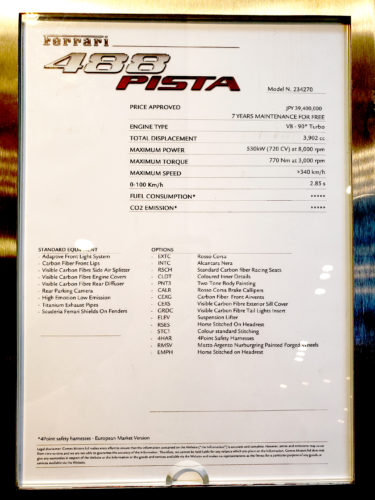 Ferrari
488
PISTA
Model N. 234270
PRICE APPROVED JPY 39,400,000
7 YEARS MAINTENANCE FOR FREE
ENGINE TYPE V8 - 90° Turbo
TOTAL DISPLACEMENT 3,902 cc
MAXIMUM POWER 530kW (720 CV) at 8,000 rpm
MAXIMUM TORQUE 770 Nm at 3,000 rpm
MAXIMUM SPEED >340 km/h
0-100 Km/h 2.85 s
FUEL CONSUMPTION* *****
CO2 EMISSION* *****
STANDARD EQUIPMENT
- Adaptive Front Light System
- Carbon Fiber Front Lips
- Visible Carbon Fibre Side Air Splitter
- Visible Carbon Fibre Engine Covers
- Visible Carbon Fibre Rear Diffuser
- Rear Parking Camera
- High Emotion Low Emission
- Titanium Exhaust Pipes
- Scuderia Ferrari Shields On Fenders
OPTIONS
- EXTC Rosso Corsa
- INTC Alcantara Nera
- RSCH Standard Carbon fiber Racing Seats
- CLDT Coloured Inner Details
- PNT3 Two Tone Body Painting
- CALR Rosso Corsa Brake Callipers
- CDXG Carbon Fiber Front Airvents
- CEXS Visible Carbon Fibre Exterior Sill Cover
- GRDC Visible Carbon Fibre Tail Lights Insert
- ELEV Suspension Lifter
- RSES Horse Stitched On Headrest
- STC1 Colour standard Stitching
- 4HAR 4Point Safety Harnesses
- RMSV Matto Argento Nurburgring Painted Forged wheels
- EMPH Horse Stitched On Headrest
*4Point safety harnesses - European Market Version